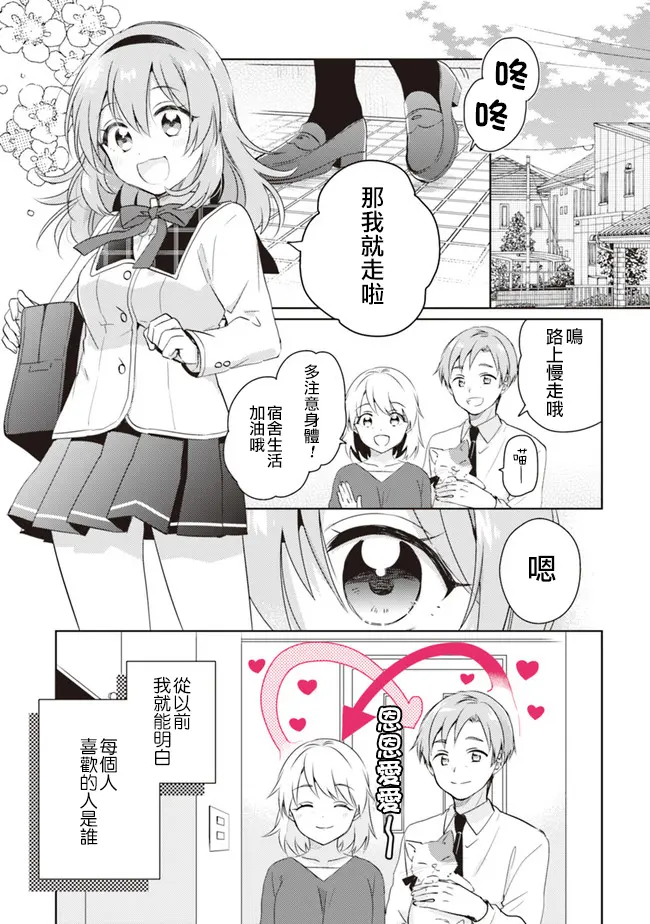 咚
咚
那我就走啦
鳴
路上慢走哦
喵—
多注意身體！
宿舍生活
加油哦
嗯
恩恩愛愛～
從以前
我就能明白
每個人
喜歡的人是誰